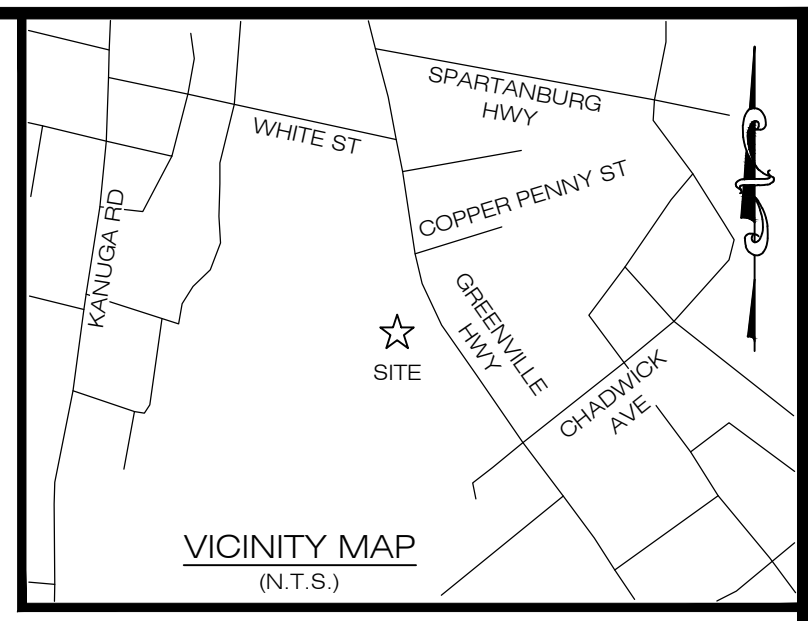 SPARTANBURG
HWY
WHITE ST
COPPER PENNY ST
KANUGA RD
GREENVILLE
HWY
SITE
CHADWICK
AVE
VICINITY MAP
(N.T.S.)